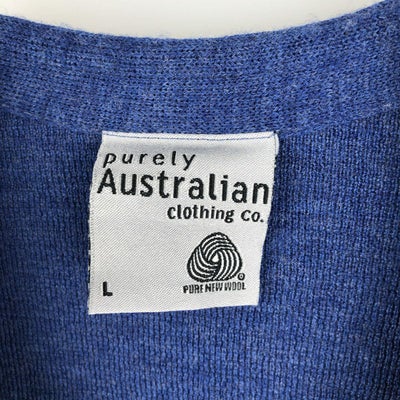 purely
Australian
clothing co.
L
PURE NEW WOOL